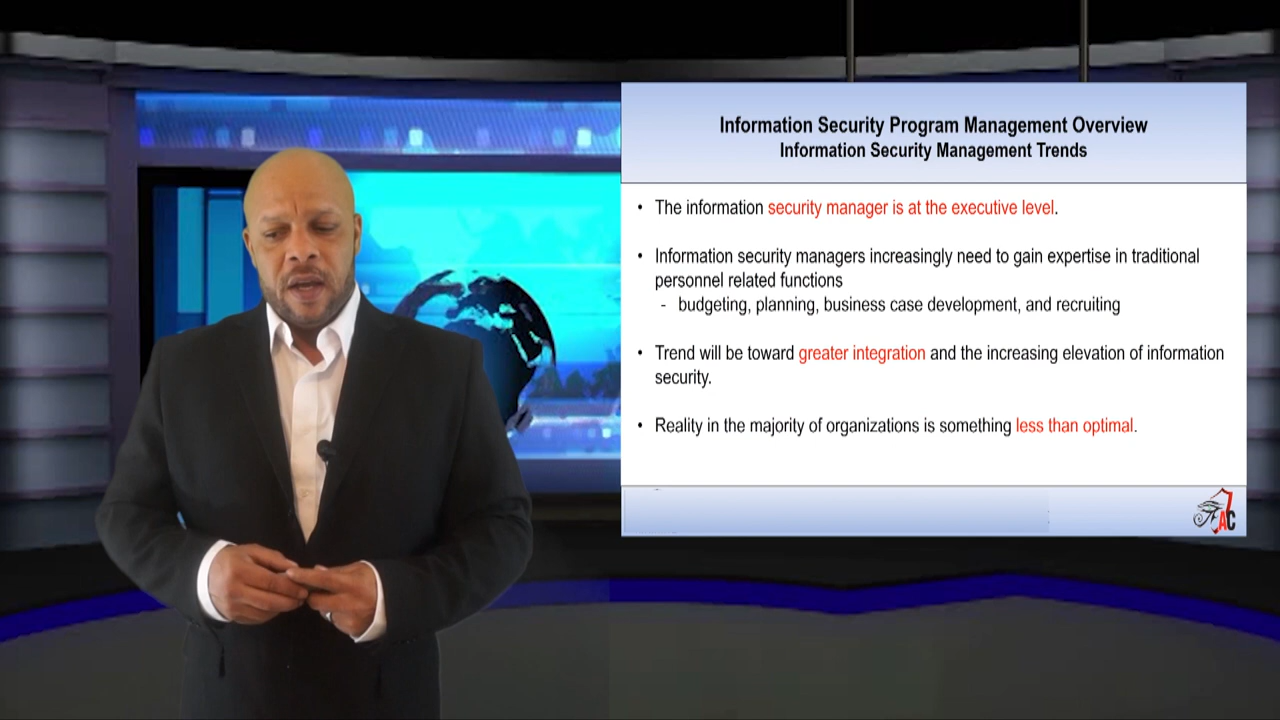 Information Security Program Management Overview
Information Security Management Trends
• The information security manager is at the executive level.
• Information security managers increasingly need to gain expertise in traditional
personnel related functions
- budgeting, planning, business case development, and recruiting
• Trend will be toward greater integration and the increasing elevation of information
security.
• Reality in the majority of organizations is something less than optimal.
AC